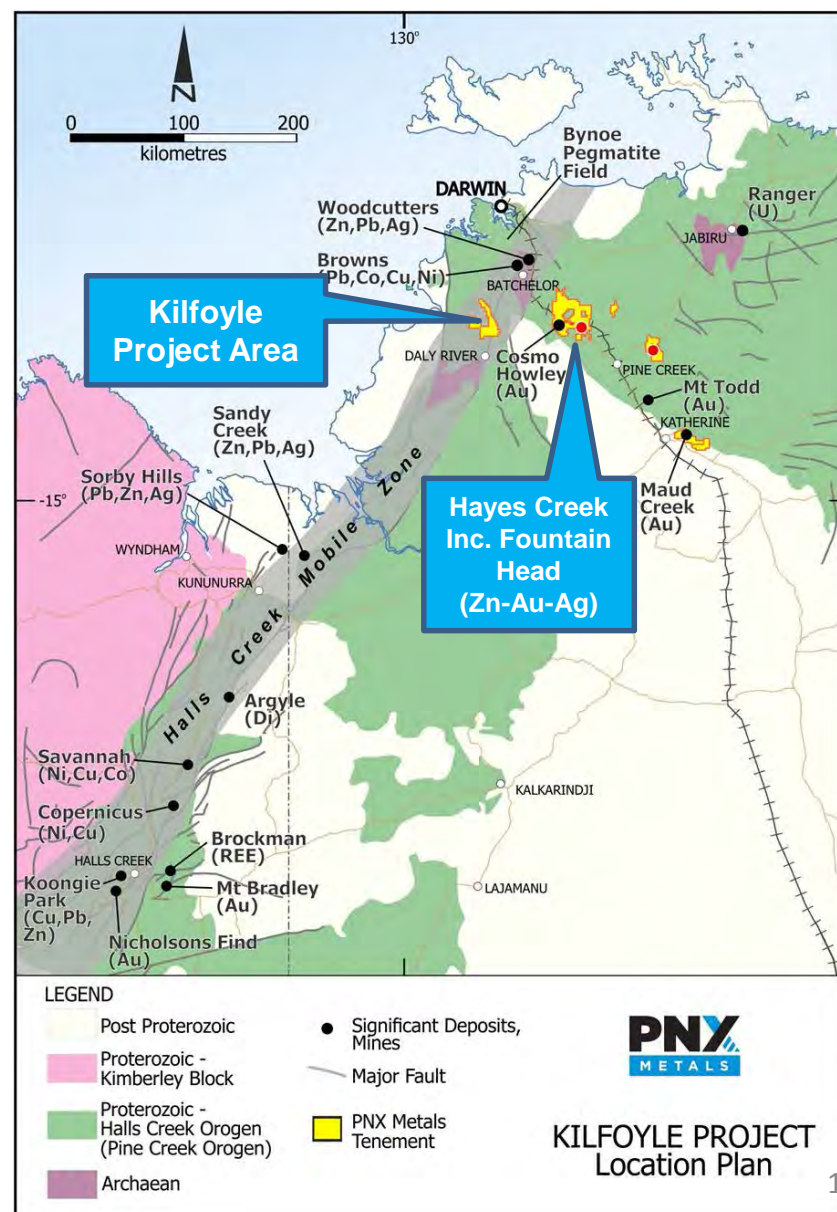 130
Z
0
100
200
kilometres
Bynoe
Pegmatite
Field
DARWIN
Woodcutters
(Zn,Pb,Ag)
Ranger
(U)
JABIRU
Browns
(Pb,Co,Cu,Ni)
BATCHELOR
Kilfoyle
Project Area
DALY RIVER
Cosmo
Howley
(Au)
PINE CREEK
Mt Todd
(Au)
KATHERINE
Sandy
Creek
(Zn,Pb,Ag)
Sorby Hills
(Pb,Zn,Ag)
-15°
Maud
Creek
(Au)
Hayes Creek
Inc. Fountain
Head
(Zn-Au-Ag)
WYNDHAM
KUNUNURRA
Halls Creek Mobile Zone
Argyle
(Di)
Savannah
(Ni,Cu,Co)
KALKARINDJI
Copernicus
(Ni,Cu)
Brockman
(REE)
HALLS CREEK
Koongie
Park
(Cu,Pb,
Zn)
Mt Bradley
(Au)
LAJAMANU
Nicholsons Find
(Au)
LEGEND
Post Proterozoic
Proterozoic -
Kimberley Block
Proterozoic -
Halls Creek Orogen
(Pine Creek Orogen)
Archaean
Significant Deposits,
Mines
Major Fault
PNX Metals
Tenement
PNX
METALS
KILFOYLE PROJECT
Location Plan
1